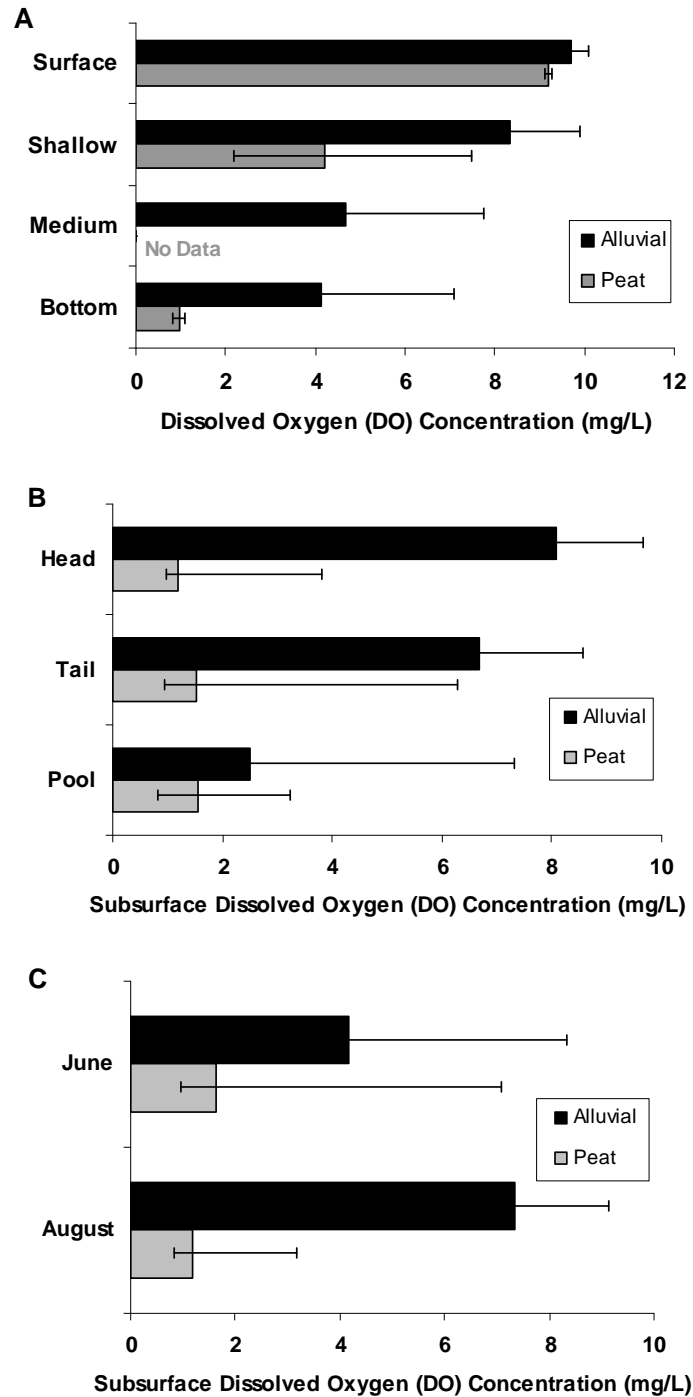 A
Surface
Shallow
Medium
No Data
Bottom
Alluvial
Peat
0 2 4 6 8 10 12
Dissolved Oxygen (DO) Concentration (mg/L)
B
Head
Tail
Pool
Alluvial
Peat
0 2 4 6 8 10
Subsurface Dissolved Oxygen (DO) Concentration (mg/L)
C
June
August
Alluvial
Peat
0 2 4 6 8 10
Subsurface Dissolved Oxygen (DO) Concentration (mg/L)